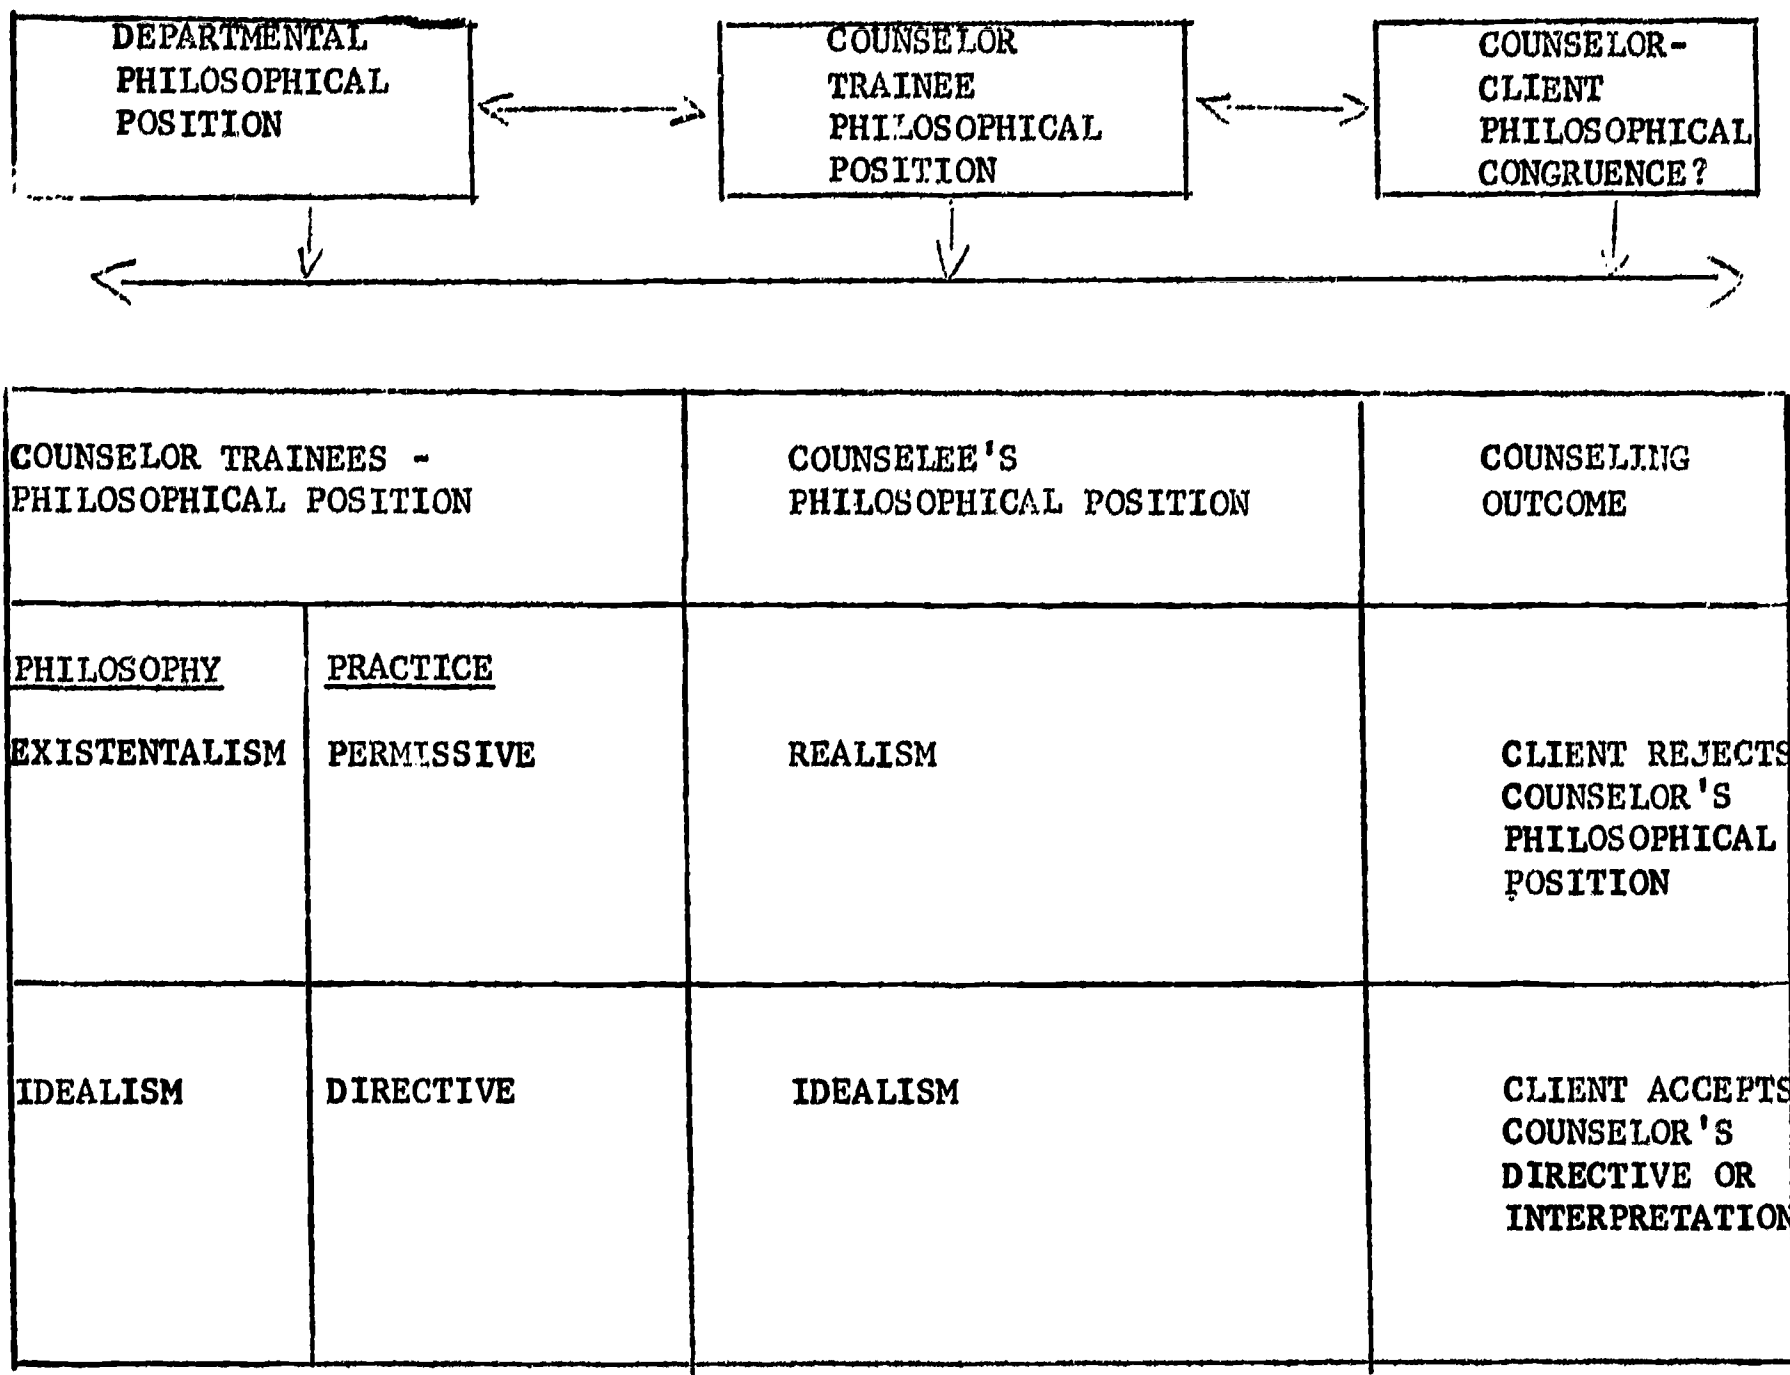 DEPARTMENTAL
PHILOSOPHICAL
POSITION
COUNSELOR
TRAINEE
PHILOSOPHICAL
POSITION
COUNSELOR-
CLIENT
PHILOSOPHICAL
CONGRUENCE?
COUNSELOR TRAINEES -
PHILOSOPHICAL POSITION
COUNSELEE'S
PHILOSOPHICAL POSITION
COUNSELING
OUTCOME
PHILOSOPHY
PRACTICE
EXISTENTALISM
PERMISSIVE
REALISM
CLIENT REJECTS
COUNSELOR'S
PHILOSOPHICAL
POSITION
IDEALISM
DIRECTIVE
IDEALISM
CLIENT ACCEPTS
COUNSELOR'S
DIRECTIVE OR
INTERPRETATION